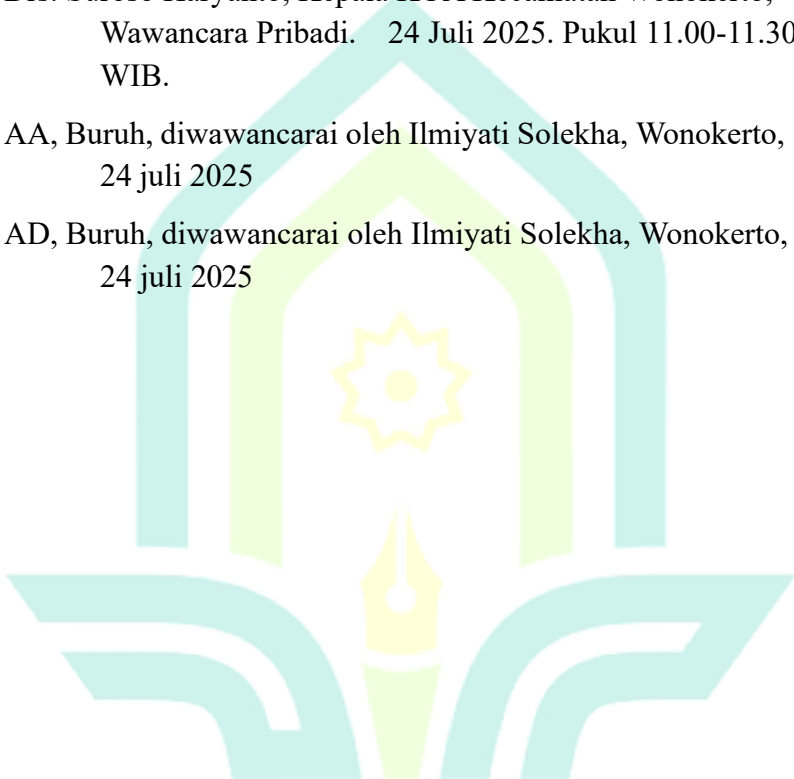 Wawancara Pribadi. 24 Juli 2025. Pukul 11.00-11.30
WIB.
AA, Buruh, diwawancarai oleh Ilmiyati Solekha, Wonokerto,
24 juli 2025
AD, Buruh, diwawancarai oleh Ilmiyati Solekha, Wonokerto,
24 juli 2025